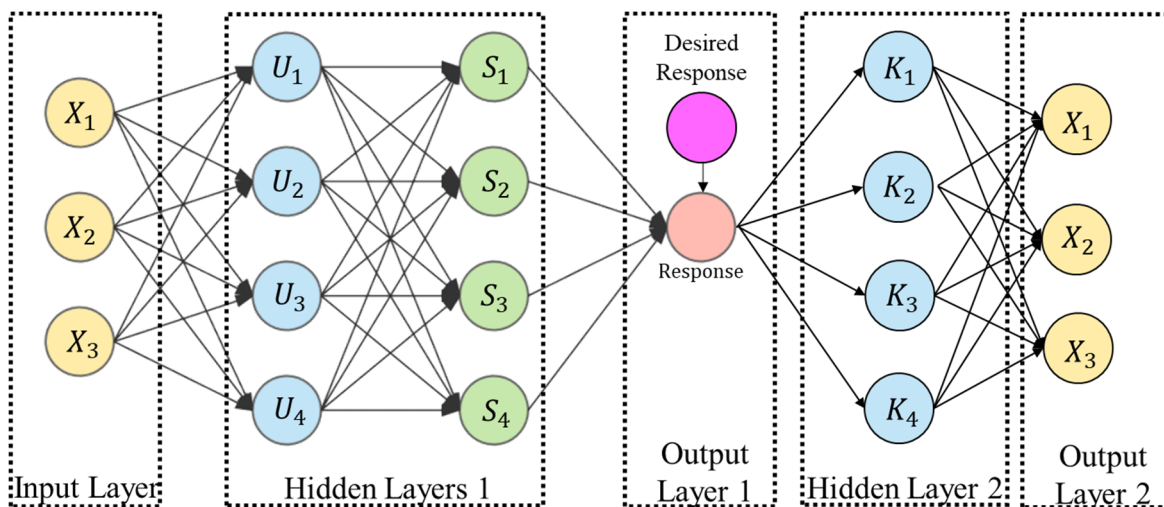 X₁
X₂
X₃
Input Layer
U₁
U₂
U₃
U₄
S₁
S₂
S₃
S₄
Hidden Layers 1
Desired
Response
Response
Output
Layer 1
K₁
K₂
K₃
K₄
Hidden Layer 2
X₁
X₂
X₃
Output
Layer 2